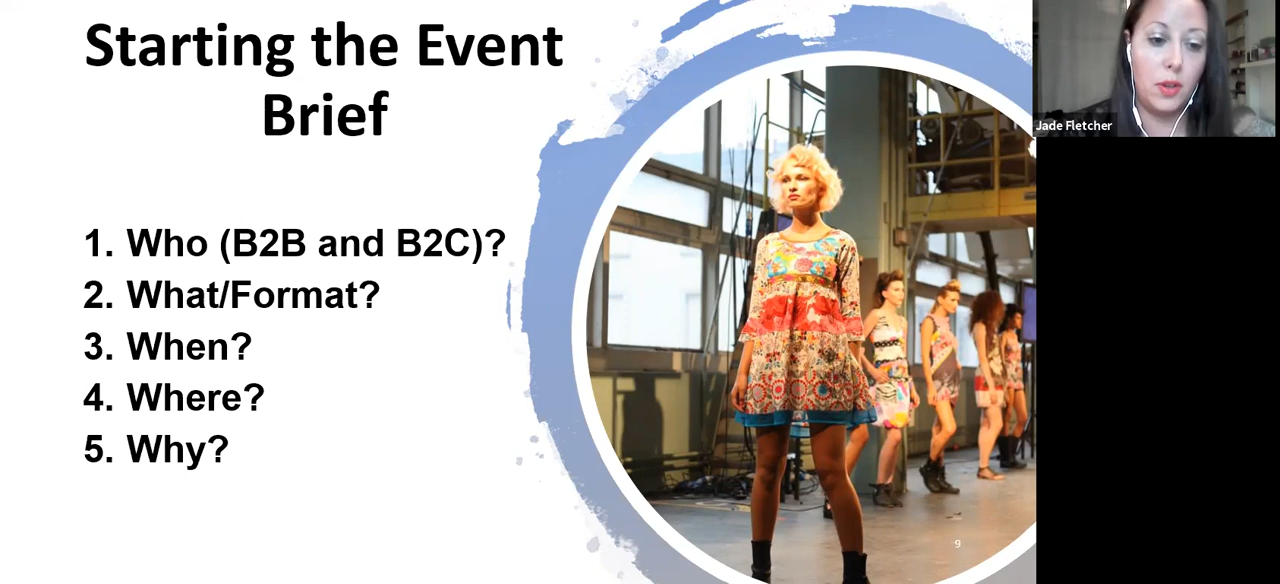 Starting the Event
Brief
1. Who (B2B and B2C)?
2. What/Format?
3. When?
4. Where?
5. Why?
9
Jade Fletcher